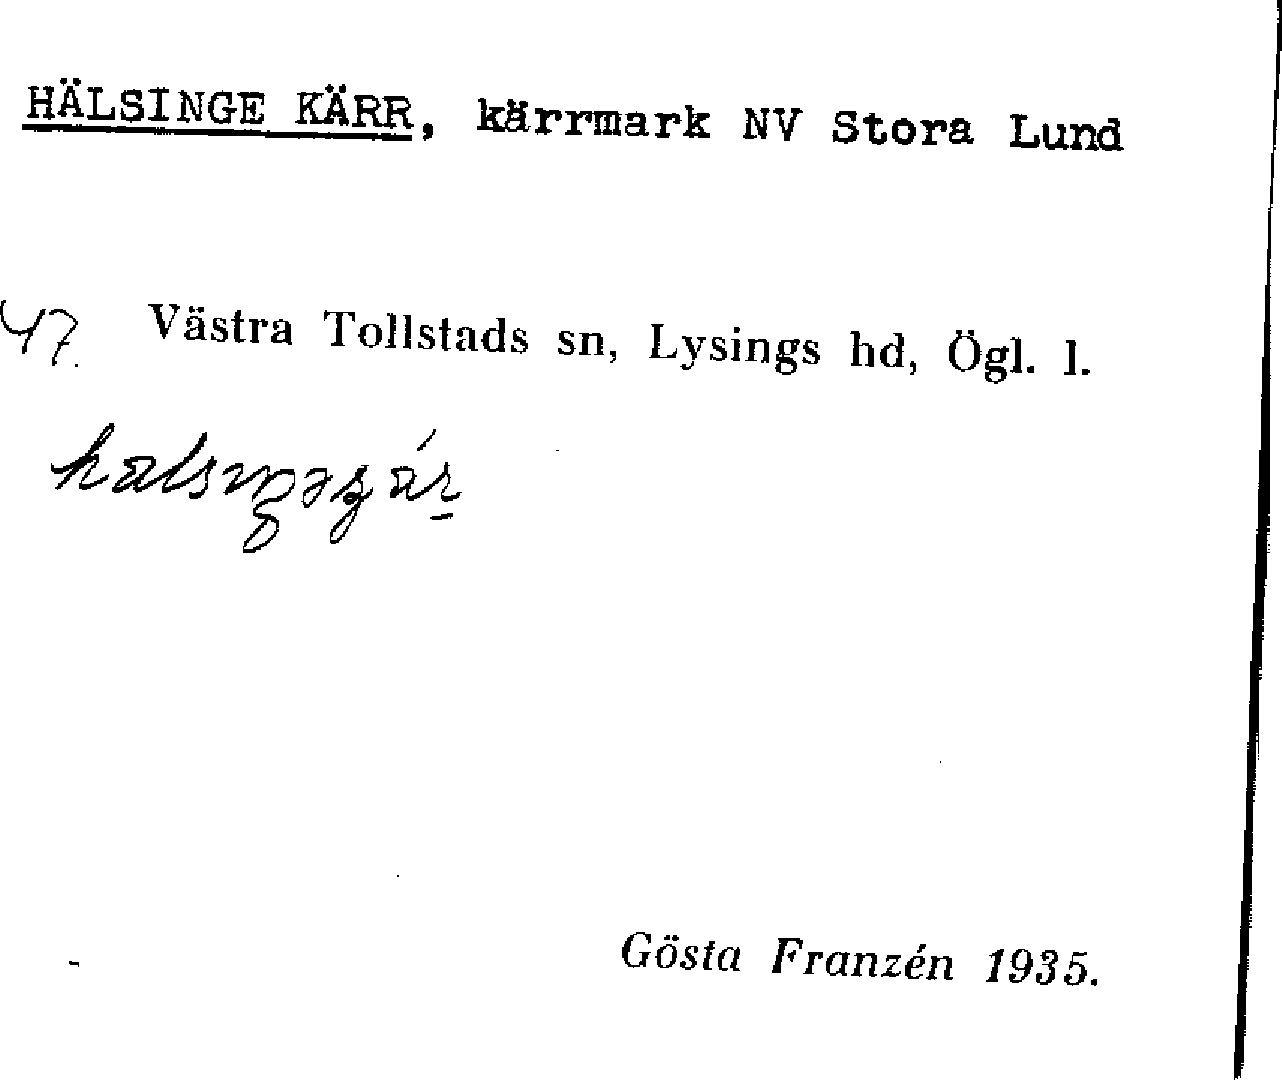 HÄLSINGE KÄRR, kärrmark NV Stora Lund
47. Västra Tollstads sn, Lysings hd, Ögl. l.
Gösta Franzén 1935.